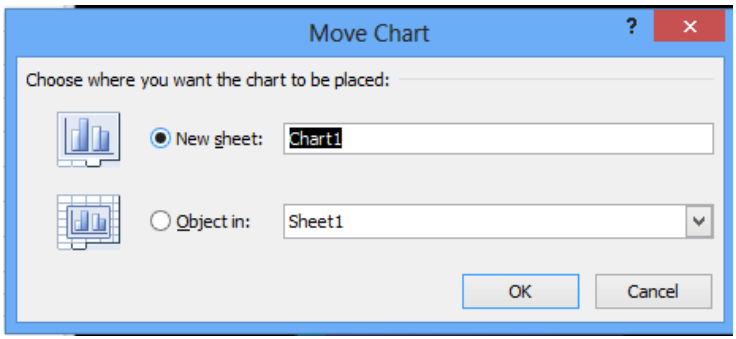 Move Chart
?
Choose where you want the chart to be placed:
New sheet: Chart1
Object in: Sheet1
OK Cancel